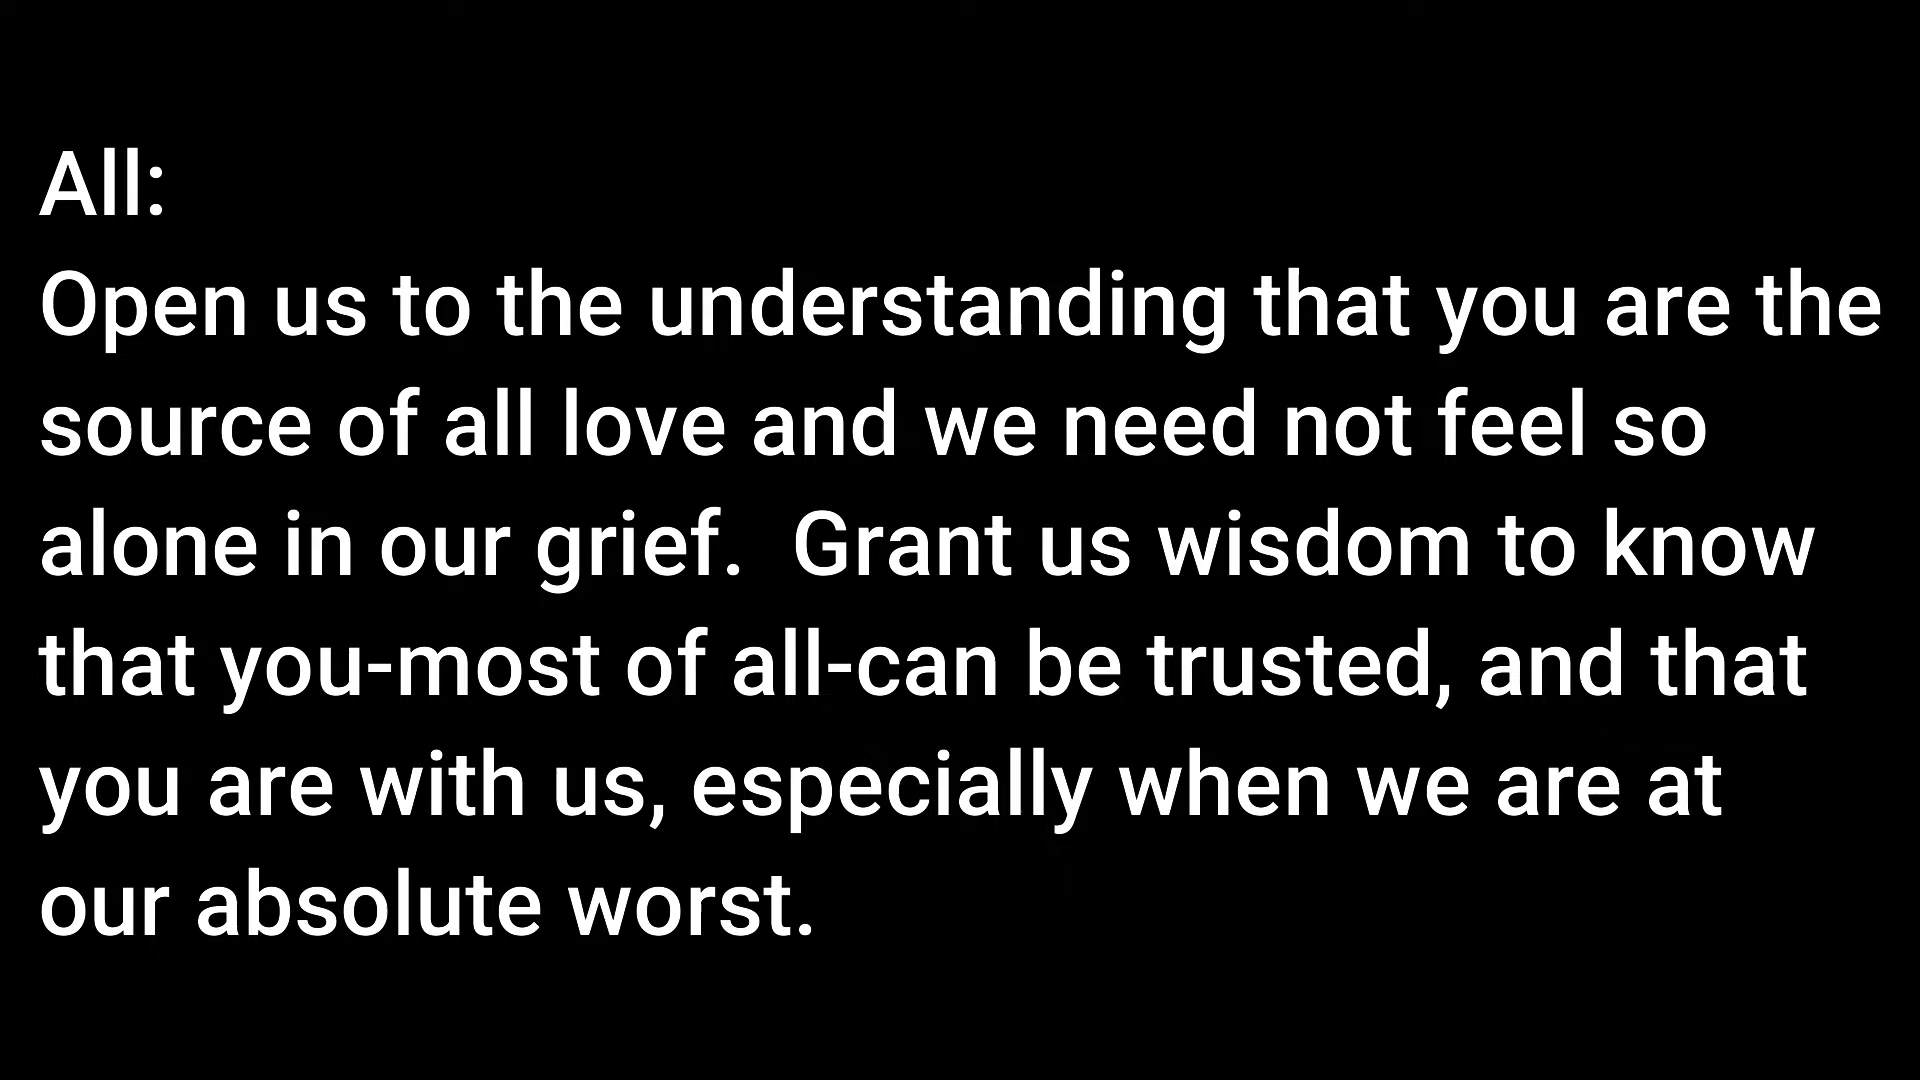 All:
Open us to the understanding that you are the
source of all love and we need not feel so
alone in our grief.  Grant us wisdom to know
that you-most of all-can be trusted, and that
you are with us, especially when we are at
our absolute worst.